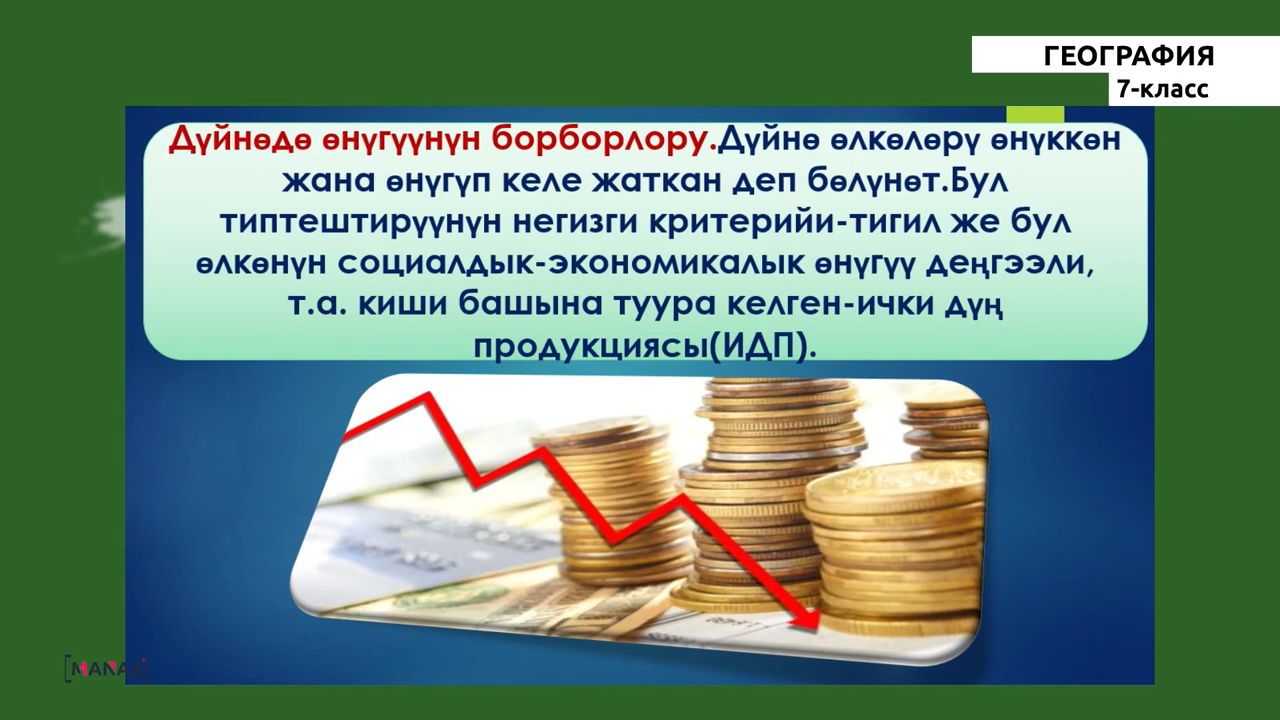 ГЕОГРАФИЯ
7-класс
Дүйнөдө өнүгүүнүн борборлору.Дүйнө өлкөлөрү өнүккөн
жана өнүгүп келе жаткан деп бөлүнөт.Бул
типтештирүүнүн негизги критерийи-тигил же бул
өлкөнүн социалдык-экономикалык өнүгүү деңгээли,
т.а. киши башына туура келген-ички дүң
продукциясы(ИДП).
MANAS